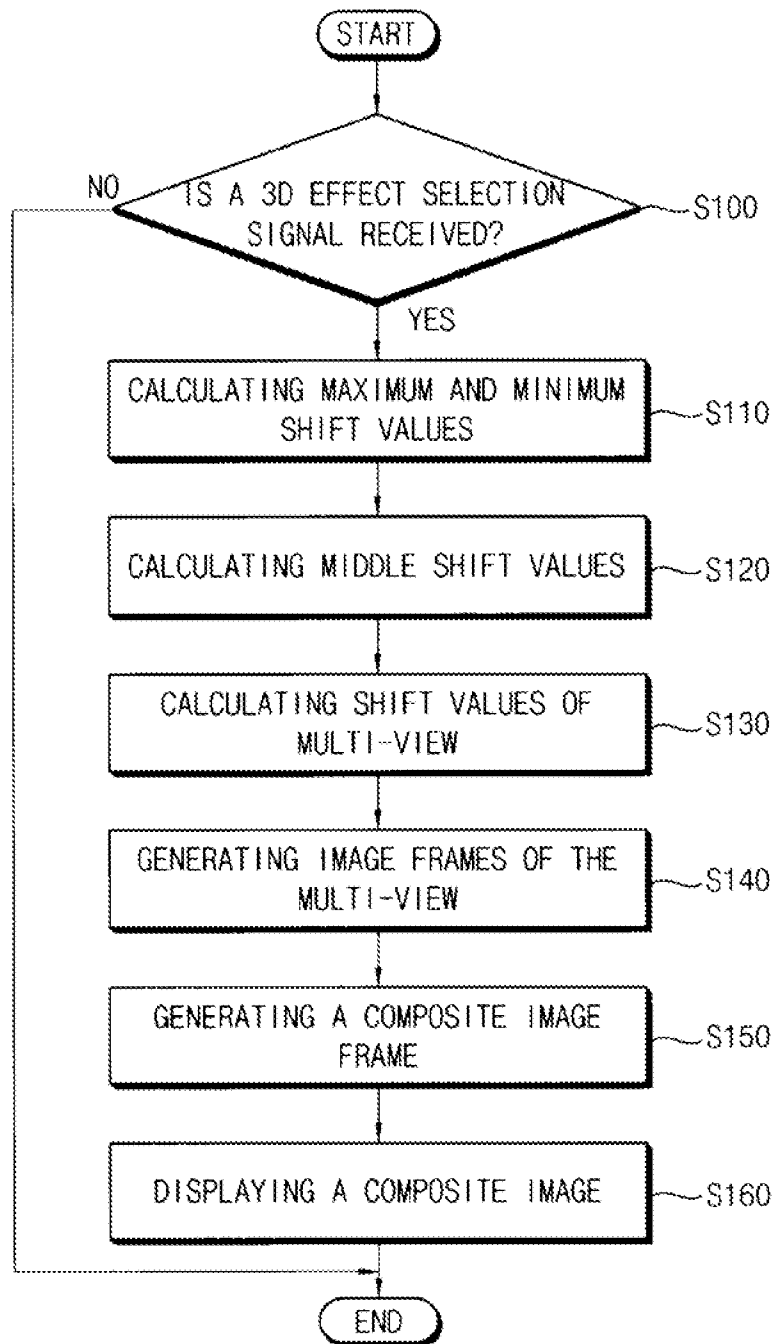 START
NO
IS A 3D EFFECT SELECTION
SIGNAL RECEIVED?
S100
YES
CALCULATING MAXIMUM AND MINIMUM
SHIFT VALUES
S110
CALCULATING MIDDLE SHIFT VALUES
S120
CALCULATING SHIFT VALUES OF
MULTI-VIEW
S130
GENERATING IMAGE FRAMES OF THE
MULTI-VIEW
S140
GENERATING A COMPOSITE IMAGE
FRAME
S150
DISPLAYING A COMPOSITE IMAGE
S160
END